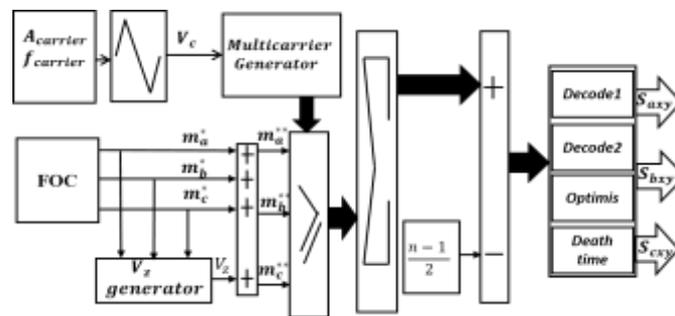 A_carrier
f_carrier
V_c
Multicarrier
Generator
FOC
m_a^*
m_b^*
m_c^*
V_z
generator
V_z
+
+
+
+
m_a^**
m_b^**
m_c^**
n − 1
2
+
−
Decode1
Decode2
Optimis
Death
time
S_axy
S_bxy
S_cxy